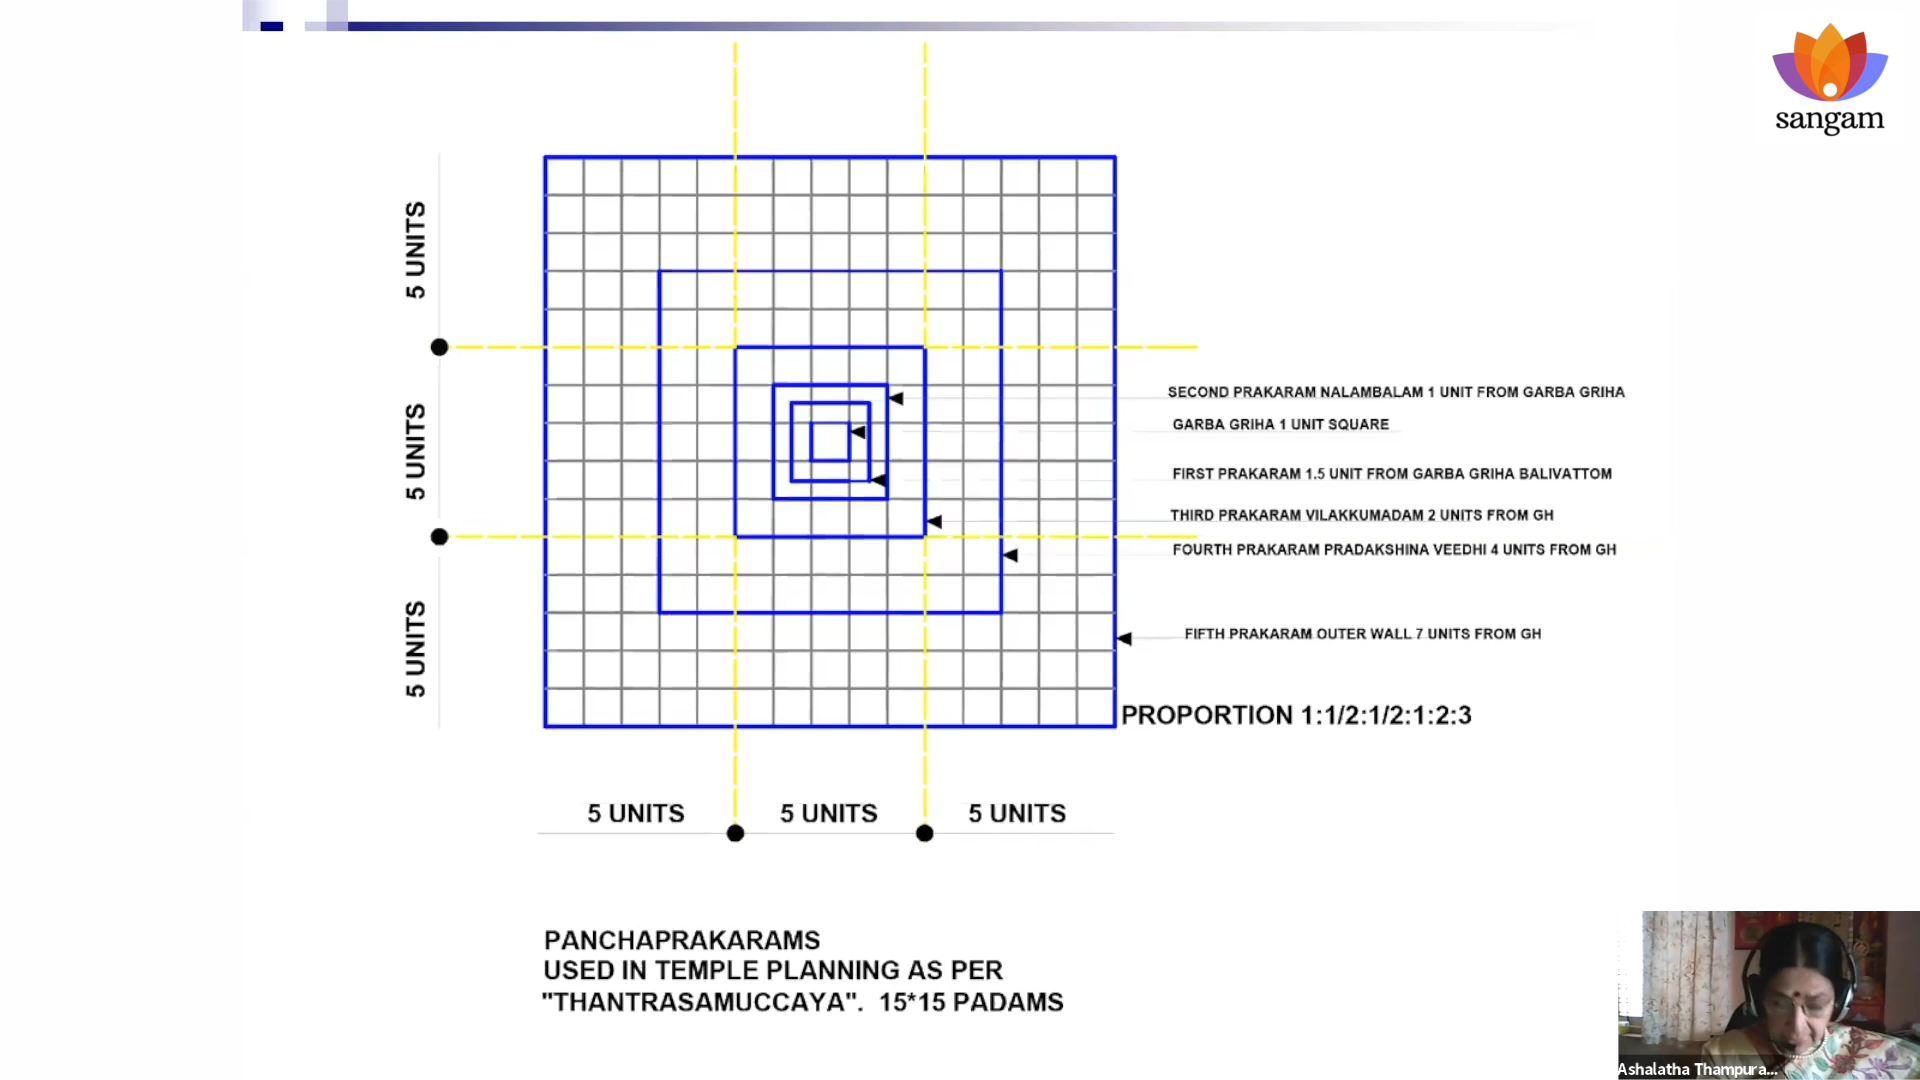 sangam
5 UNITS
5 UNITS
5 UNITS
SECOND PRAKARAM NALAMBALAM 1 UNIT FROM GARBA GRIHA
GARBA GRIHA 1 UNIT SQUARE
FIRST PRAKARAM 1.5 UNIT FROM GARBA GRIHA BALIVATTOM
THIRD PRAKARAM VILAKKUMADAM 2 UNITS FROM GH
FOURTH PRAKARAM PRADAKSHINA VEEDHI 4 UNITS FROM GH
FIFTH PRAKARAM OUTER WALL 7 UNITS FROM GH
PROPORTION 1:1/2:1/2:1:2:3
5 UNITS 5 UNITS 5 UNITS
PANCHAPRAKARAMS
USED IN TEMPLE PLANNING AS PER
"THANTRASAMUCCAYA". 15*15 PADAMS
Ashalatha Thampura...